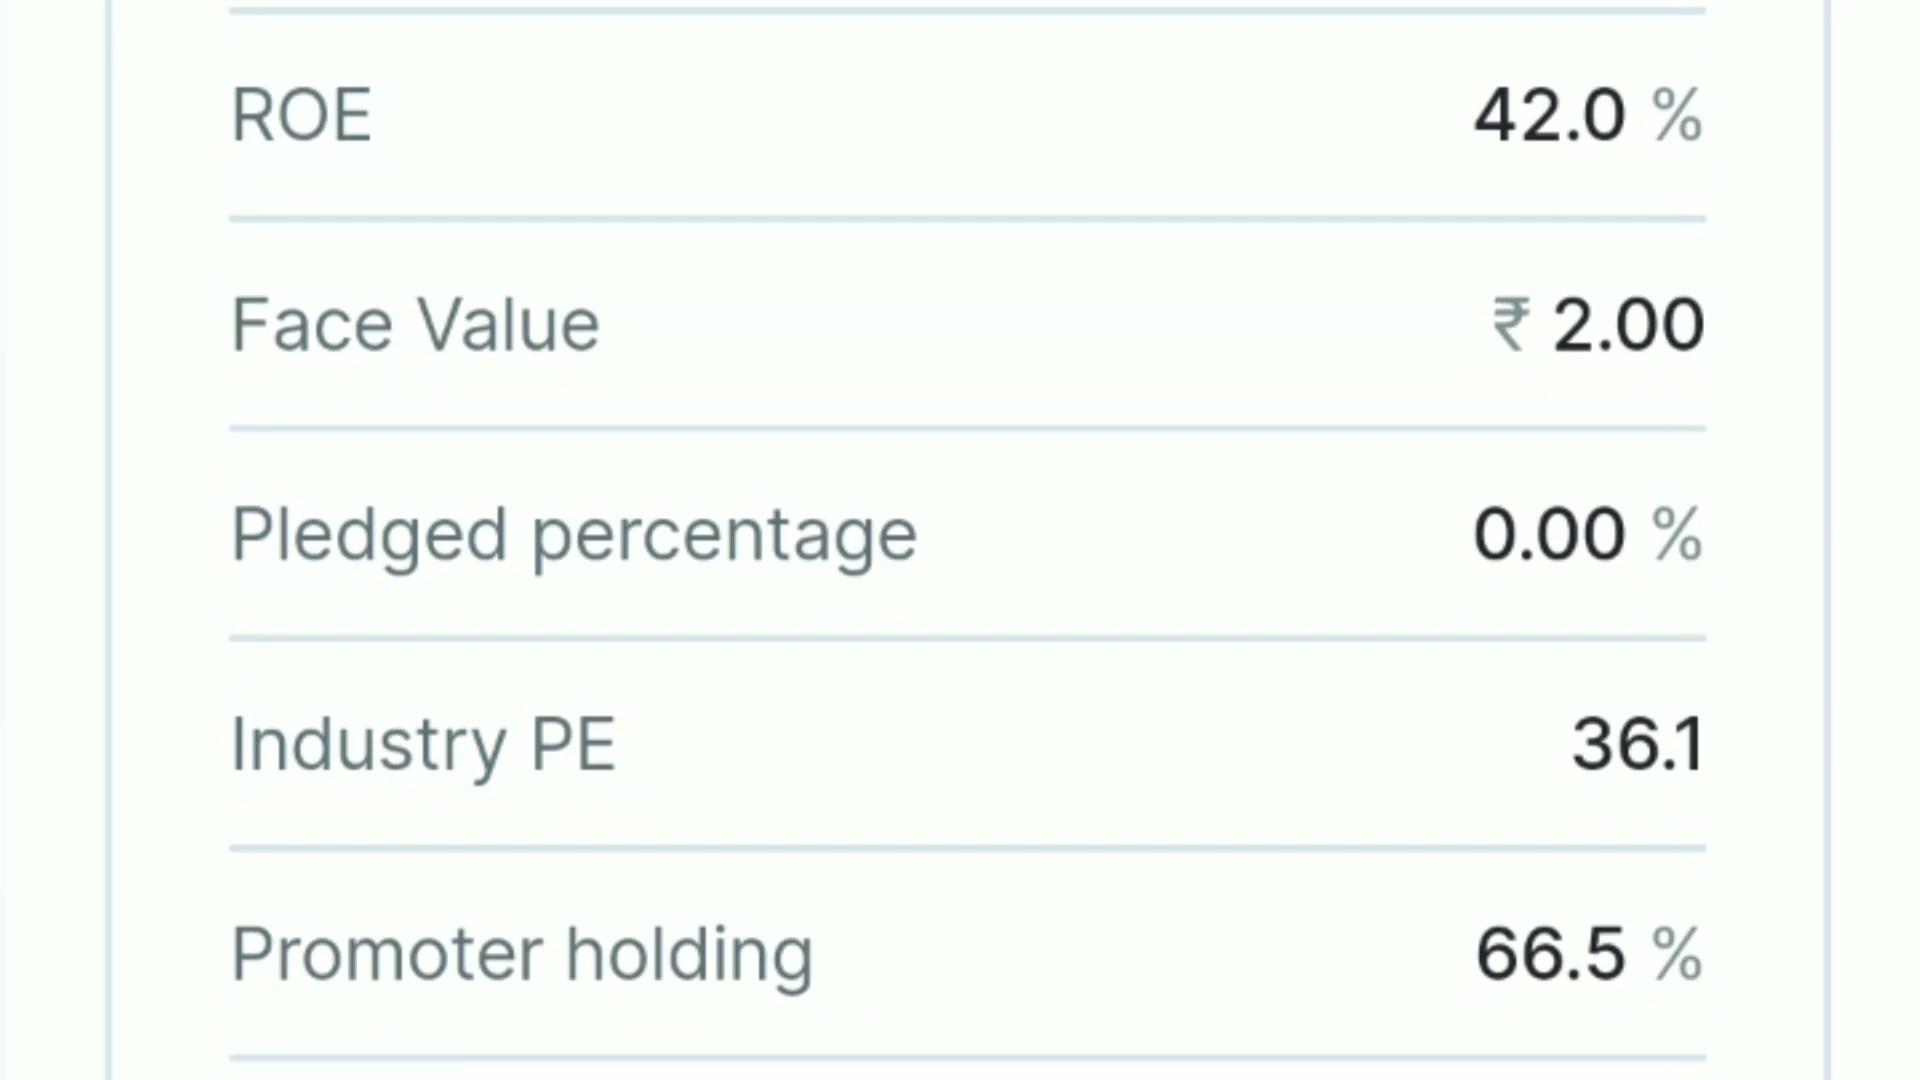 ROE 42.0 %
Face Value ₹ 2.00
Pledged percentage 0.00 %
Industry PE 36.1
Promoter holding 66.5 %